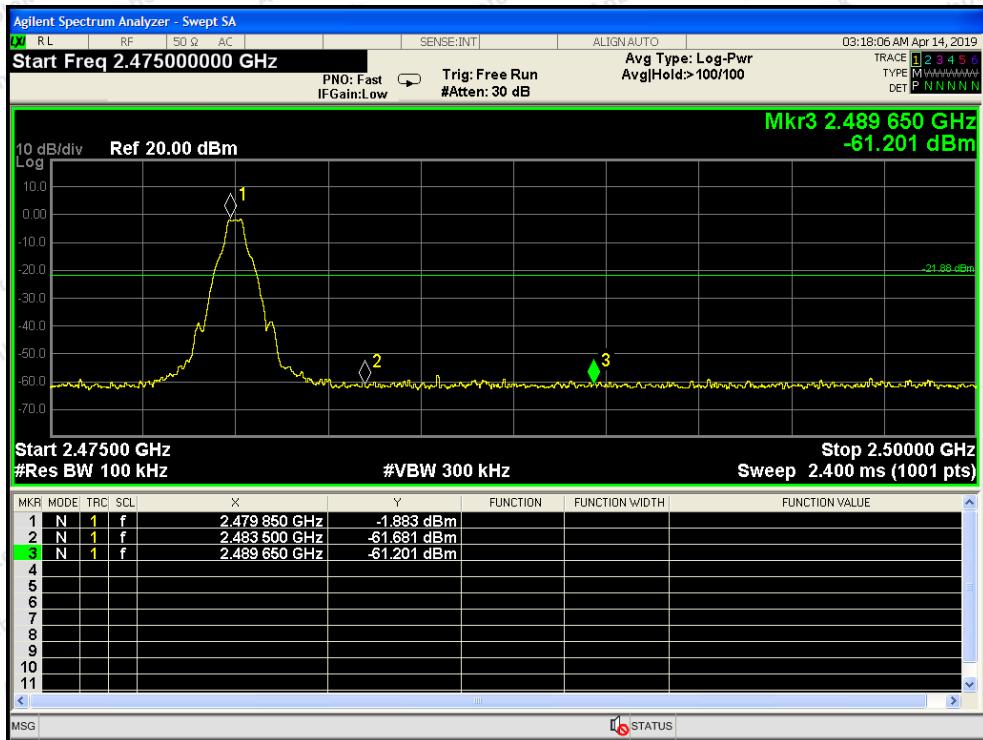 Agilent Spectrum Analyzer - Swept SA
LXI RL RF 50 Ω AC SENSE:INT ALIGNAUTO 03:18:06 AM Apr 14, 2019
Start Freq 2.475000000 GHz
PNO: Fast
IFGain:Low
Trig: Free Run
#Atten: 30 dB
Avg Type: Log-Pwr
Avg|Hold:>100/100
TRACE 1 2 3 4 5 6
TYPE M
DET P N N N N N
Mkr3 2.489 650 GHz
-61.201 dBm
10 dB/div Ref 20.00 dBm
Log
10.0
0.00
-10.0
-20.0
-30.0
-40.0
-50.0
-60.0
-70.0
1
-21.88 dBm
2
3
Start 2.47500 GHz Stop 2.50000 GHz
#Res BW 100 kHz #VBW 300 kHz Sweep 2.400 ms (1001 pts)
MKR MODE TRC SCL X Y FUNCTION FUNCTION WIDTH FUNCTION VALUE
1 N 1 f 2.479 850 GHz -1.883 dBm
2 N 1 f 2.483 500 GHz -61.681 dBm
3 N 1 f 2.489 650 GHz -61.201 dBm
4
5
6
7
8
9
10
11
MSG STATUS